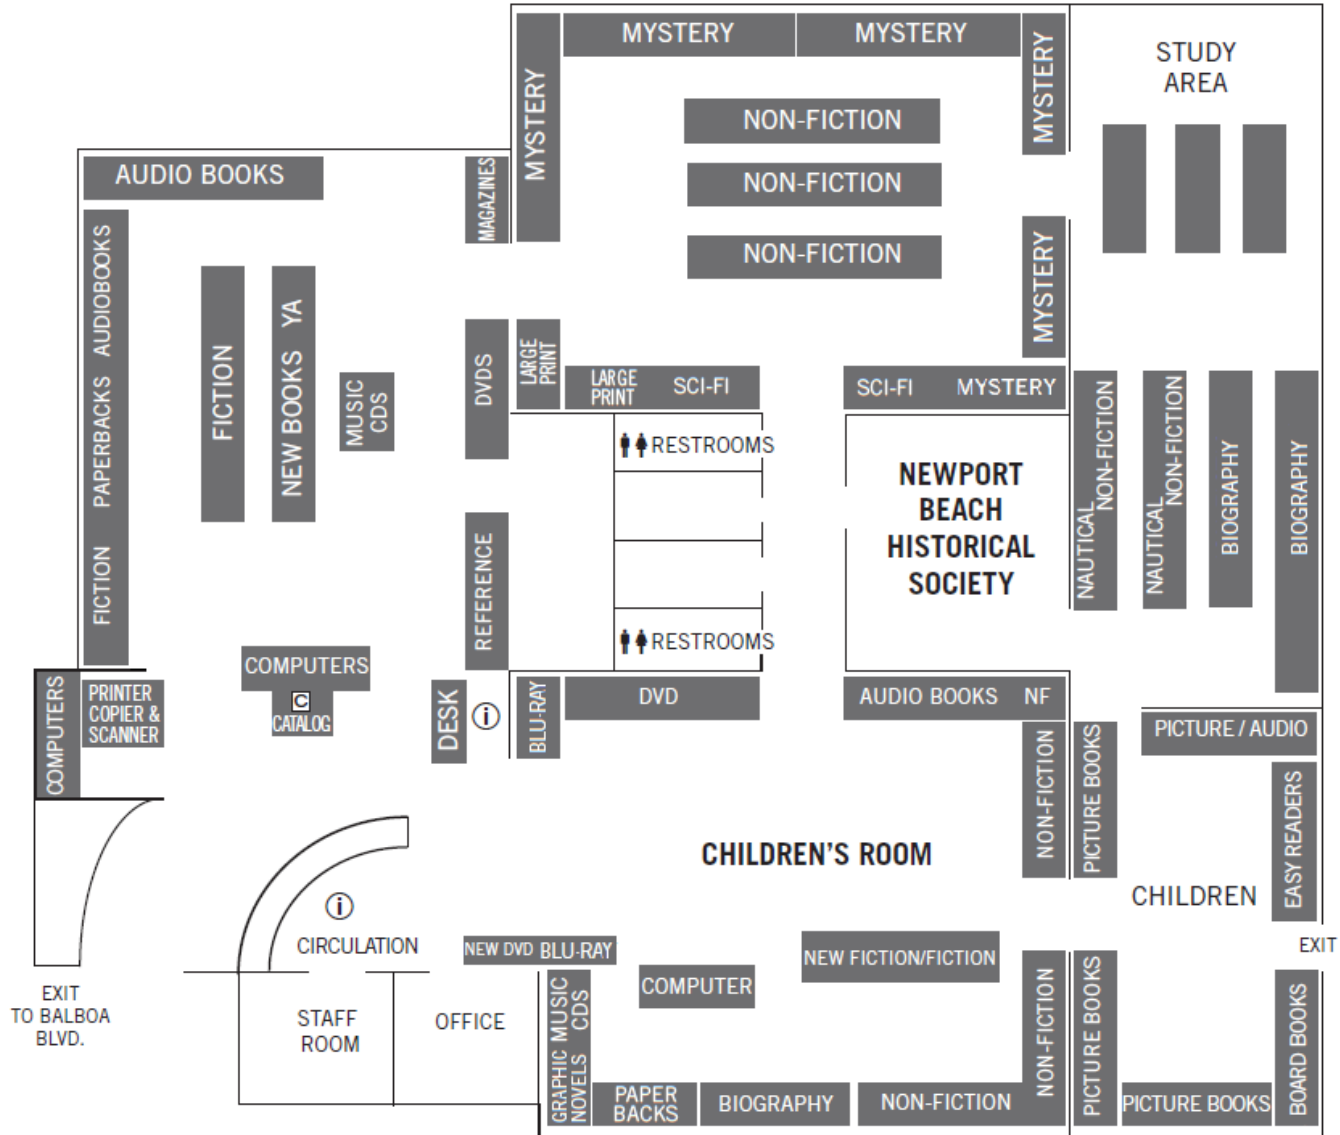 MYSTERY
MYSTERY
MYSTERY
MYSTERY
STUDY
AREA
NON-FICTION
NON-FICTION
NON-FICTION
MYSTERY
AUDIO BOOKS
MAGAZINES
AUDIOBOOKS
PAPERBACKS
FICTION
FICTION
NEW BOOKS YA
MUSIC
CDS
DVDS
LARGE
PRINT
LARGE
PRINT
SCI-FI
SCI-FI MYSTERY
RESTROOMS
NEWPORT
BEACH
HISTORICAL
SOCIETY
NAUTICAL
NON-FICTION
NAUTICAL
NON-FICTION
BIOGRAPHY
BIOGRAPHY
REFERENCE
RESTROOMS
COMPUTERS
C
CATALOG
COMPUTERS
PRINTER
COPIER &
SCANNER
DESK
i
BLU-RAY
DVD
AUDIO BOOKS NF
NON-FICTION
PICTURE BOOKS
PICTURE / AUDIO
EASY READERS
CHILDREN'S ROOM
CHILDREN
i
CIRCULATION
NEW DVD BLU-RAY
NEW FICTION/FICTION
EXIT
EXIT
TO BALBOA
BLVD.
STAFF
ROOM
OFFICE
GRAPHIC
NOVELS
MUSIC
CDS
COMPUTER
NON-FICTION
PICTURE BOOKS
BOARD BOOKS
PAPER
BACKS
BIOGRAPHY
NON-FICTION
PICTURE BOOKS